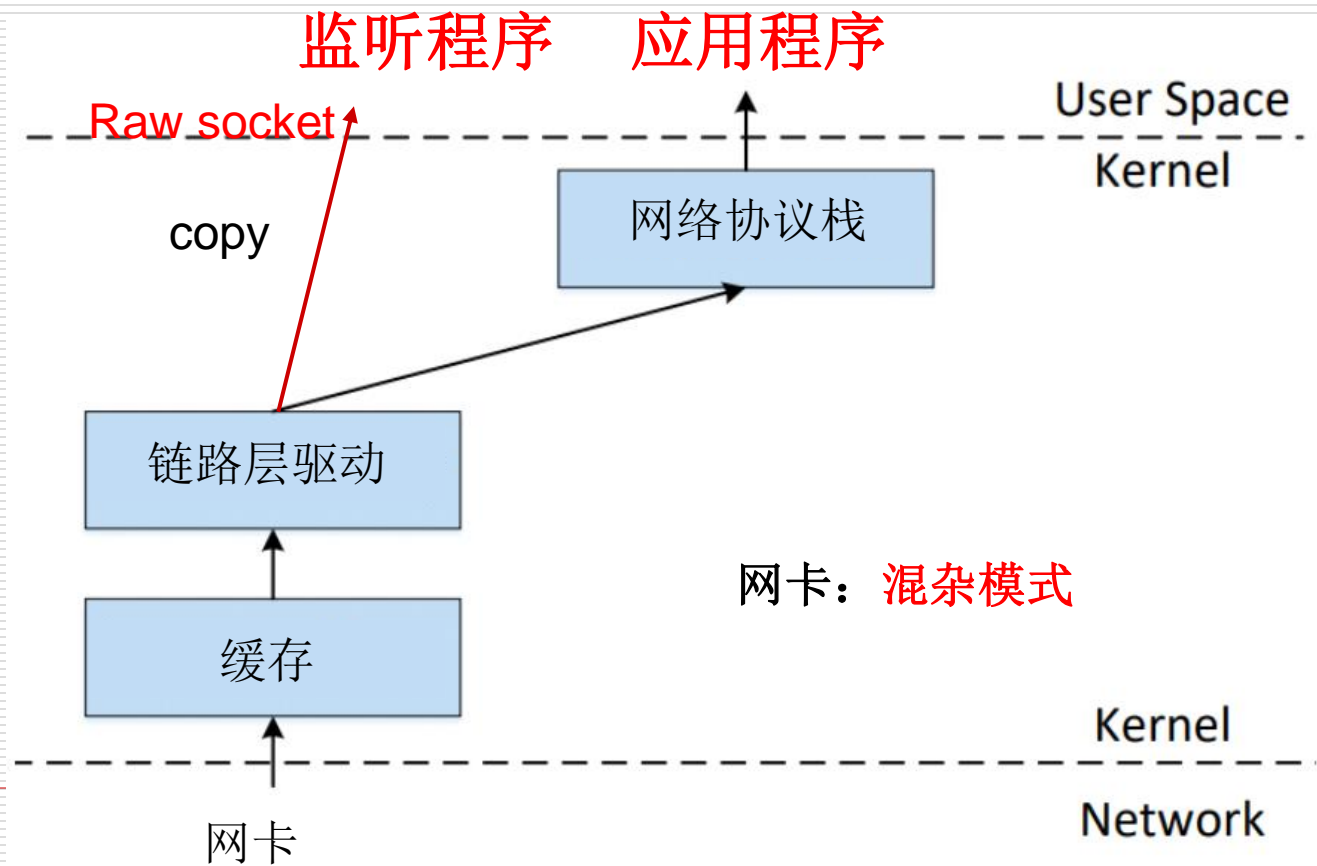 监听程序 应用程序
Raw socket
User Space
Kernel
copy
网络协议栈
链路层驱动
网卡：混杂模式
缓存
Kernel
网卡
Network